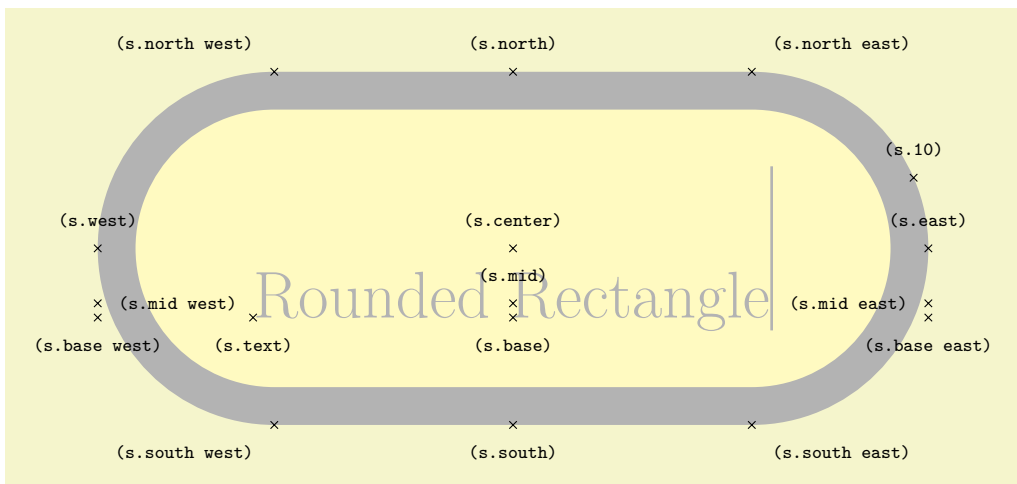 (s.north west) (s.north) (s.north east)
(s.10)
(s.west) (s.center) (s.east)
(s.mid)
Rounded Rectangle
(s.mid west) (s.mid east)
(s.base west) (s.text) (s.base) (s.base east)
(s.south west) (s.south) (s.south east)